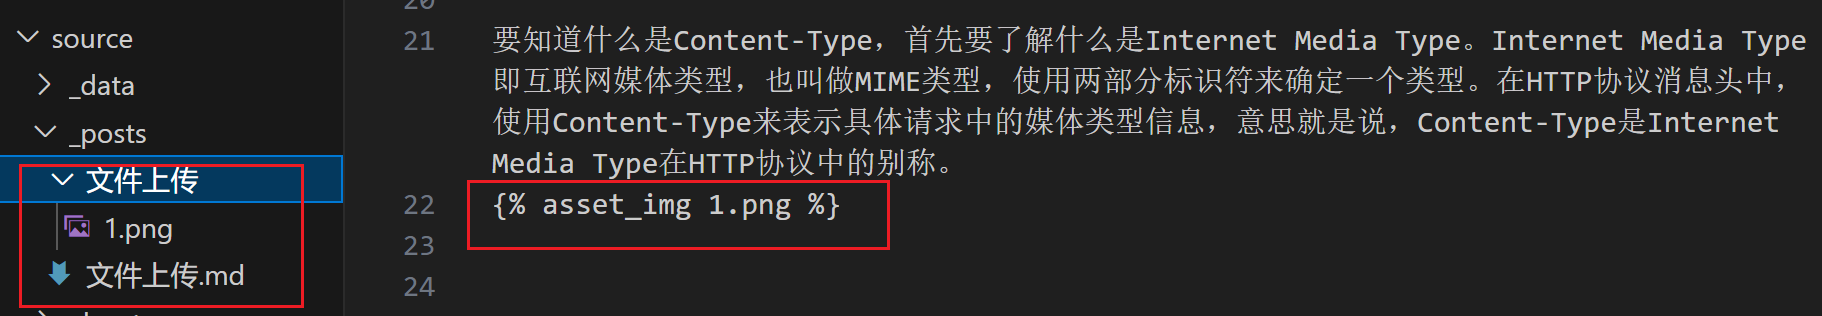 source
_data
_posts
文件上传
1.png
文件上传.md
20
21 要知道什么是Content-Type，首先要了解什么是Internet Media Type。Internet Media Type
即互联网媒体类型，也叫做MIME类型，使用两部分标识符来确定一个类型。在HTTP协议消息头中，
使用Content-Type来表示具体请求中的媒体类型信息，意思就是说，Content-Type是Internet
Media Type在HTTP协议中的别称。
22 {% asset_img 1.png %}
23
24